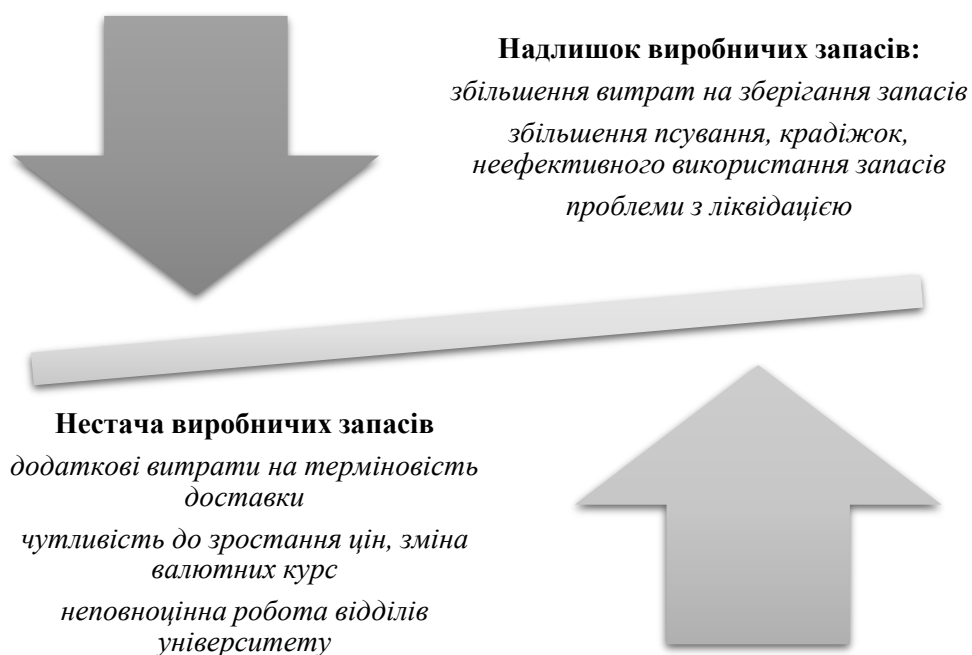 Надлишок виробничих запасів:
збільшення витрат на зберігання запасів
збільшення псування, крадіжок,
неефективного використання запасів
проблеми з ліквідацією
Нестача виробничих запасів
додаткові витрати на терміновість
доставки
чутливість до зростання цін, зміна
валютних курс
неповноцінна робота відділів
університету